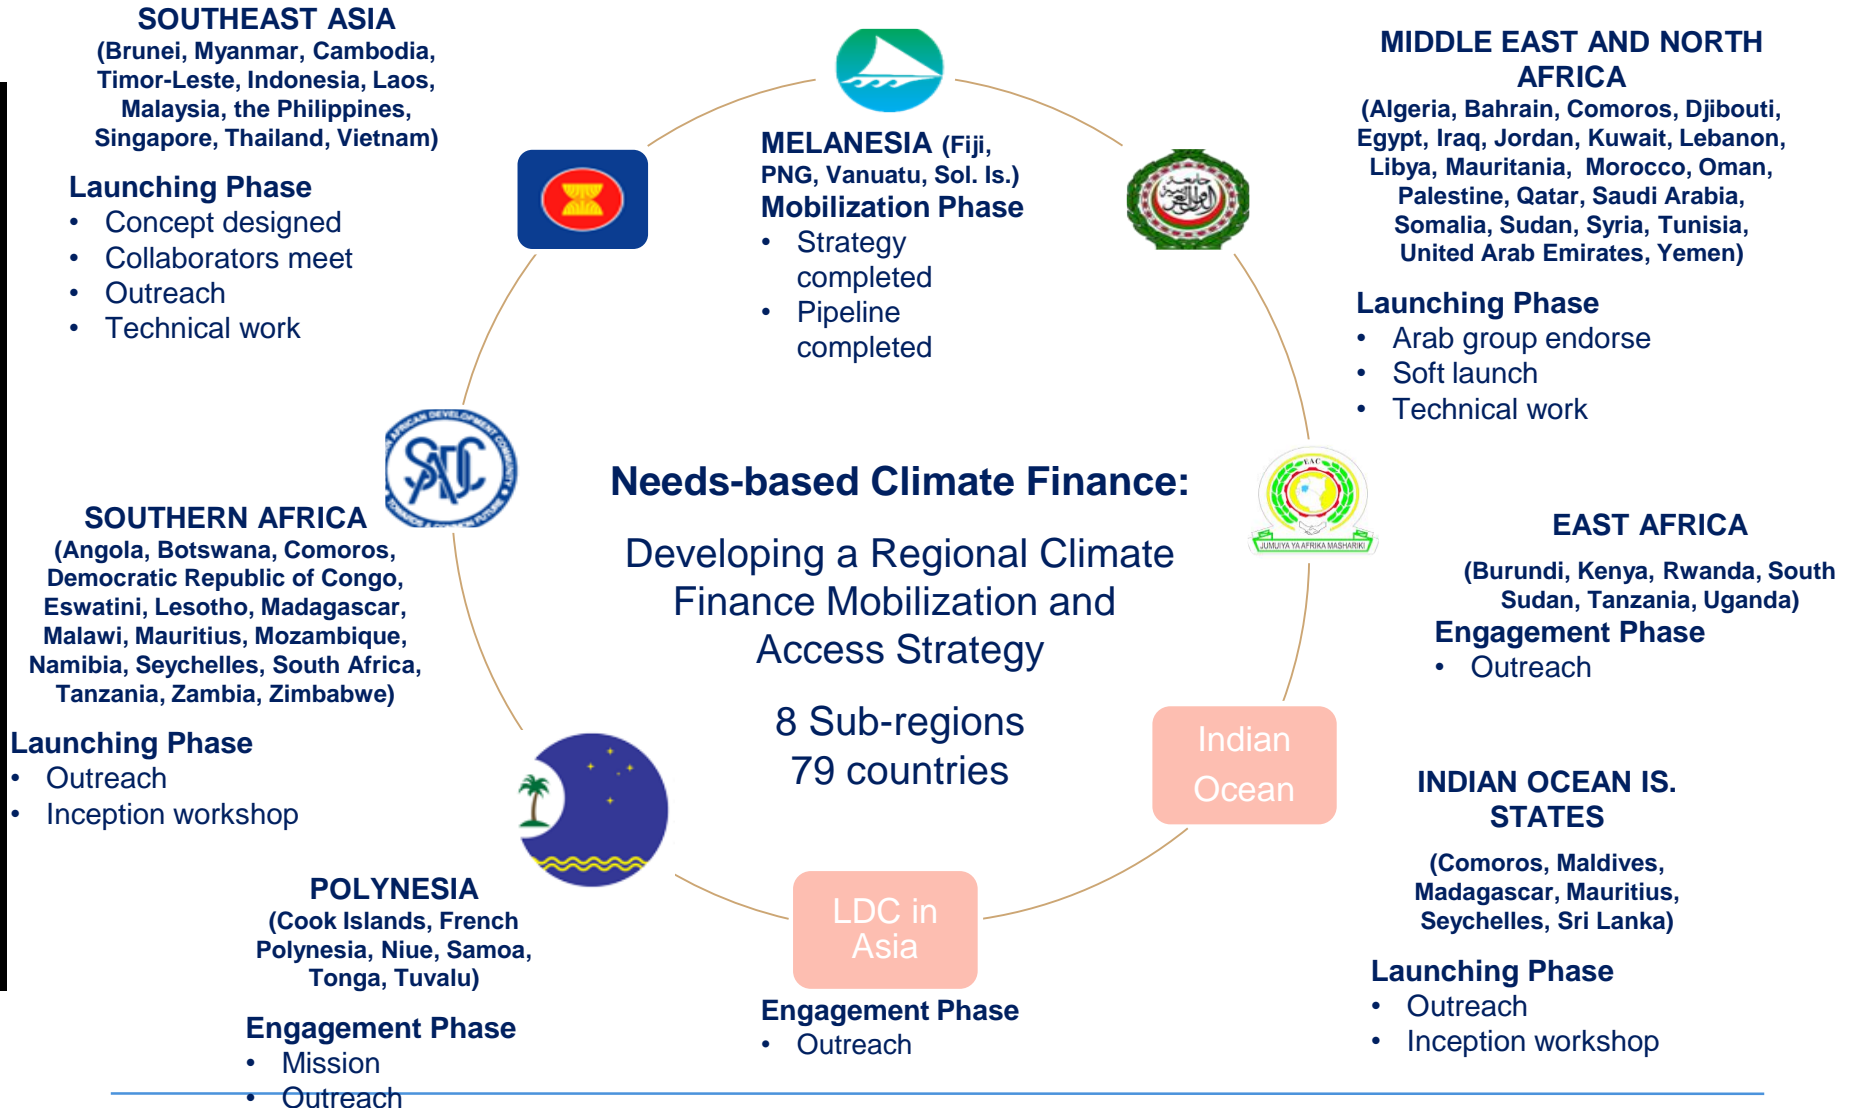 SOUTHEAST ASIA
(Brunei, Myanmar, Cambodia,
Timor-Leste, Indonesia, Laos,
Malaysia, the Philippines,
Singapore, Thailand, Vietnam)
Launching Phase
• Concept designed
• Collaborators meet
• Outreach
• Technical work
MELANESIA (Fiji,
PNG, Vanuatu, Sol. Is.)
Mobilization Phase
• Strategy
completed
• Pipeline
completed
MIDDLE EAST AND NORTH
AFRICA
(Algeria, Bahrain, Comoros, Djibouti,
Egypt, Iraq, Jordan, Kuwait, Lebanon,
Libya, Mauritania, Morocco, Oman,
Palestine, Qatar, Saudi Arabia,
Somalia, Sudan, Syria, Tunisia,
United Arab Emirates, Yemen)
Launching Phase
• Arab group endorse
• Soft launch
• Technical work
SADC
AFRICAN DEVELOPMENT COMMUNITY
Needs-based Climate Finance:
Developing a Regional Climate
Finance Mobilization and
Access Strategy
8 Sub-regions
79 countries
EAC
JUMUIYA YA AFRIKA MASHARIKI
EAST AFRICA
(Burundi, Kenya, Rwanda, South
Sudan, Tanzania, Uganda)
Engagement Phase
• Outreach
SOUTHERN AFRICA
(Angola, Botswana, Comoros,
Democratic Republic of Congo,
Eswatini, Lesotho, Madagascar,
Malawi, Mauritius, Mozambique,
Namibia, Seychelles, South Africa,
Tanzania, Zambia, Zimbabwe)
Launching Phase
• Outreach
• Inception workshop
Indian
Ocean
INDIAN OCEAN IS.
STATES
(Comoros, Maldives,
Madagascar, Mauritius,
Seychelles, Sri Lanka)
Launching Phase
• Outreach
• Inception workshop
POLYNESIA
(Cook Islands, French
Polynesia, Niue, Samoa,
Tonga, Tuvalu)
Engagement Phase
• Mission
• Outreach
LDC in
Asia
Engagement Phase
• Outreach